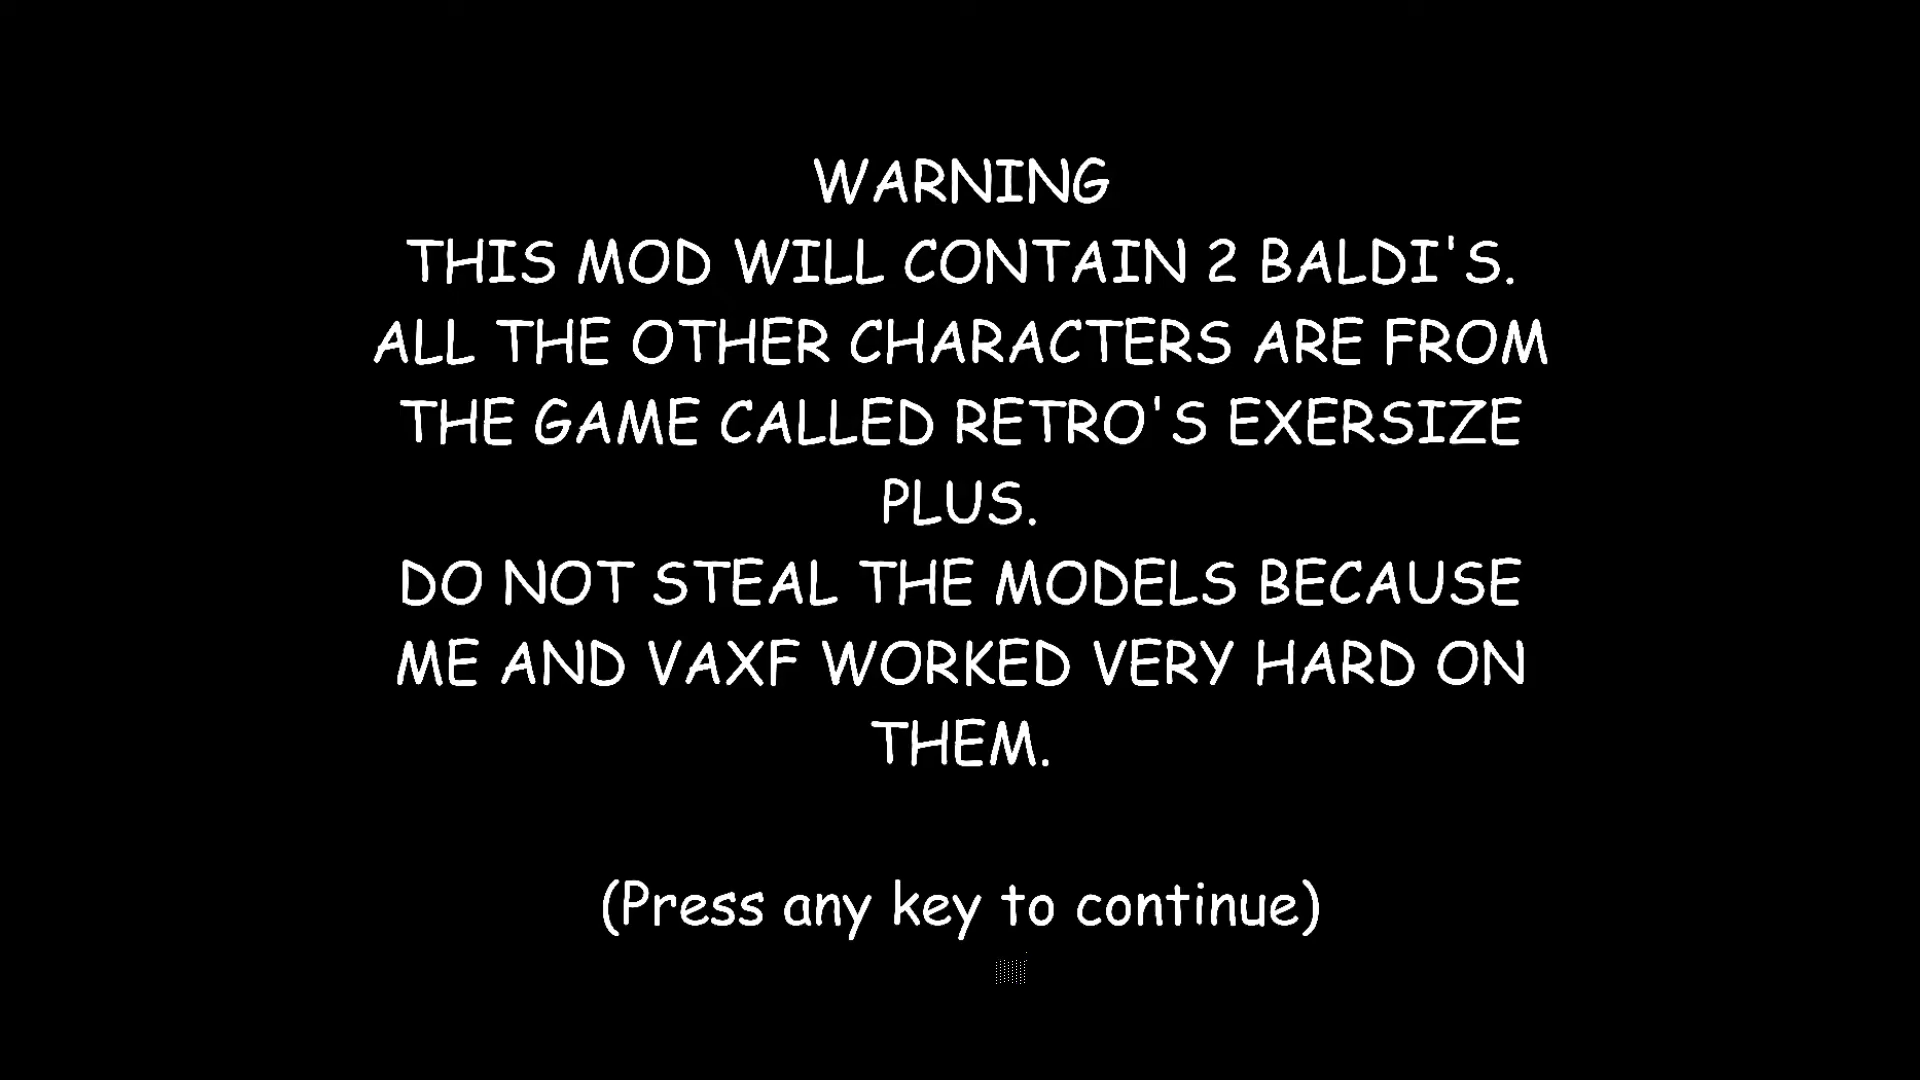 WARNING
THIS MOD WILL CONTAIN 2 BALDI'S.
ALL THE OTHER CHARACTERS ARE FROM
THE GAME CALLED RETRO'S EXERSIZE
PLUS.
DO NOT STEAL THE MODELS BECAUSE
ME AND VAXF WORKED VERY HARD ON
THEM.
(Press any key to continue)